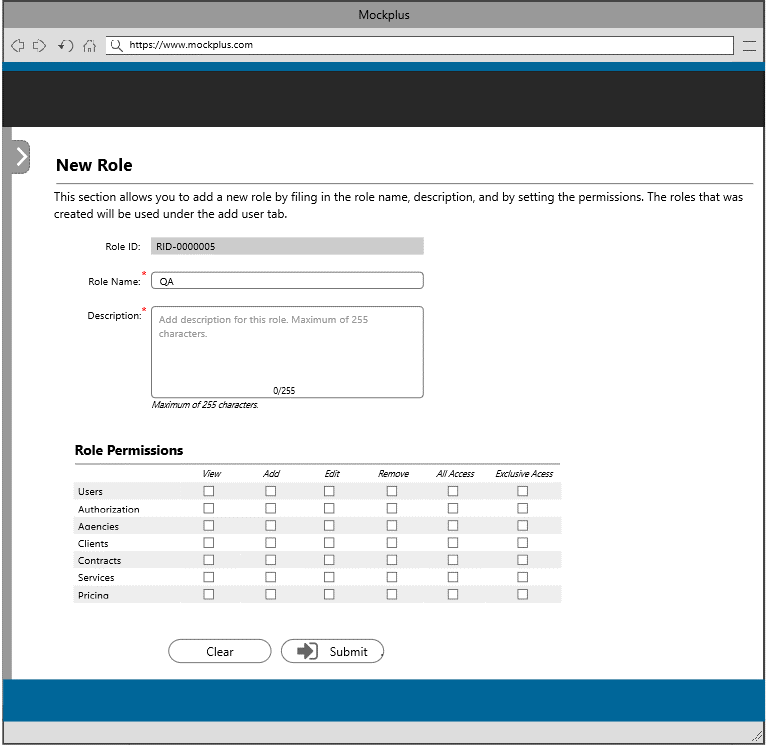 Mockplus
https://www.mockplus.com
New Role
This section allows you to add a new role by filing in the role name, description, and by setting the permissions. The roles that was
created will be used under the add user tab.
Role ID: RID-0000005
Role Name:* QA
Description:* Add description for this role. Maximum of 255
characters.
0/255
Maximum of 255 characters.
Role Permissions
View Add Edit Remove All Access Exclusive Acess
Users
Authorization
Agencies
Clients
Contracts
Services
Pricing
Clear Submit